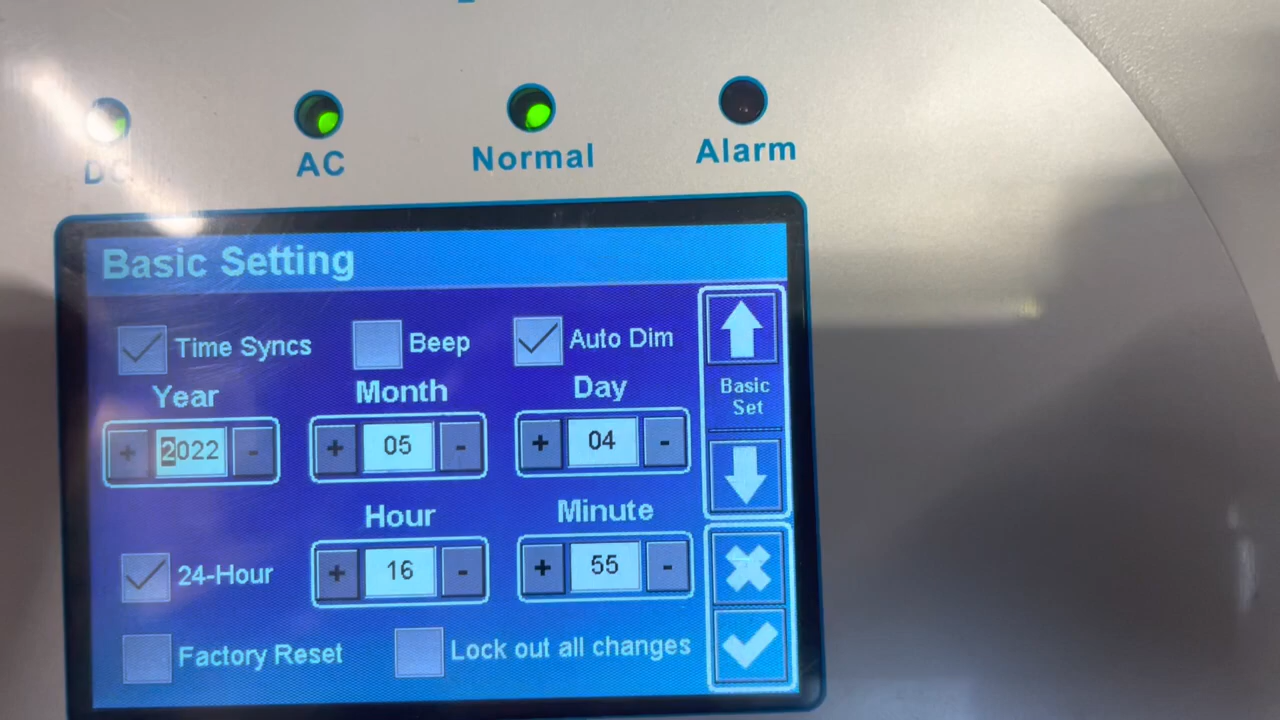 DC AC Normal Alarm
Basic Setting
Time Syncs Beep Auto Dim
Year Month Day
+ 2022 - + 05 - + 04 -
Basic
Set
Hour Minute
24-Hour + 16 - + 55 -
Factory Reset Lock out all changes